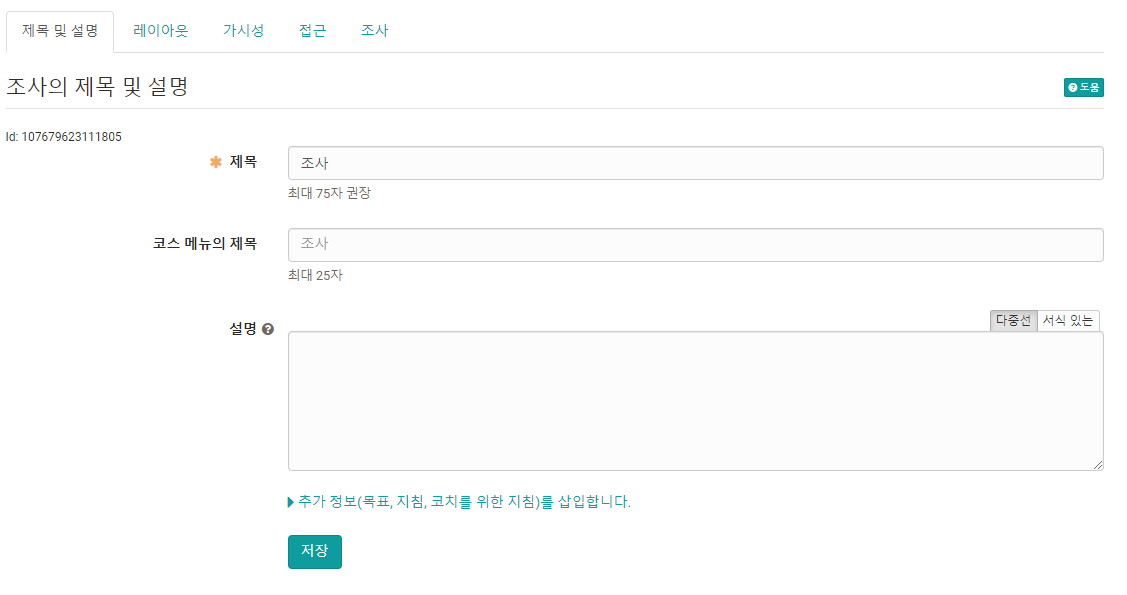 제목 및 설명 레이아웃 가시성 접근 조사
조사의 제목 및 설명 도움
Id: 107679623111805
제목 조사
최대 75자 권장
코스 메뉴의 제목 조사
최대 25자
다중선 서식 있는
설명
추가 정보(목표, 지침, 코치를 위한 지침)를 삽입합니다.
저장